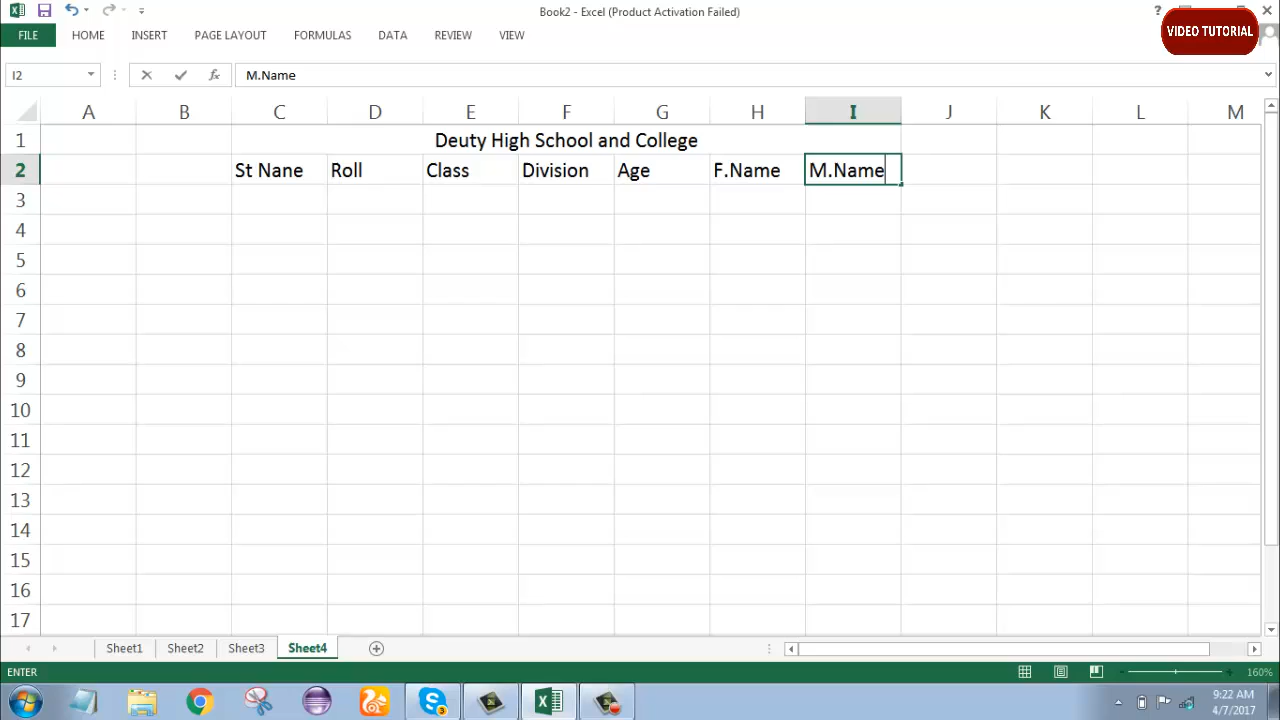 Book2 - Excel (Product Activation Failed)
?
VIDEO TUTORIAL
FILE HOME INSERT PAGE LAYOUT FORMULAS DATA REVIEW VIEW
I2 fx M.Name
A B C D E F G H I J K L M
1 Deuty High School and College
2 St Nane Roll Class Division Age F.Name M.Name
3
4
5
6
7
8
9
10
11
12
13
14
15
16
17
Sheet1 Sheet2 Sheet3 Sheet4
ENTER 160%
9:22 AM
4/7/2017